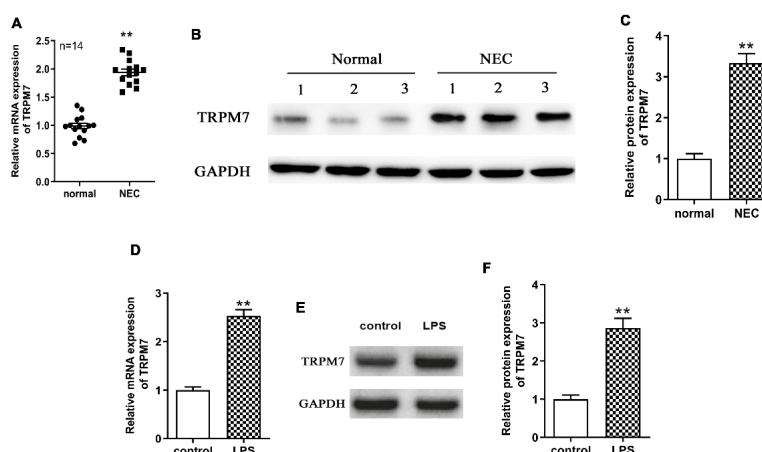 A
n=14
**
Relative mRNA expression
of TRPM7
2.5
2.0
1.5
1.0
0.5
0.0
normal NEC
B
Normal NEC
1 2 3 1 2 3
TRPM7
GAPDH
C
**
Relative protein expression
of TRPM7
4
3
2
1
0
normal NEC
D
**
Relative mRNA expression
of TRPM7
3
2
1
0
control LPS
E
control LPS
TRPM7
GAPDH
F
**
Relative protein expression
of TRPM7
4
3
2
1
0
control LPS